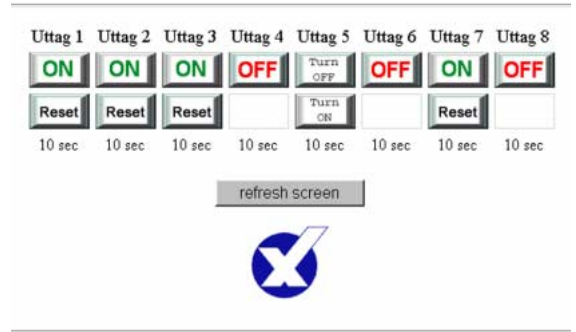 Uttag 1 Uttag 2 Uttag 3 Uttag 4 Uttag 5 Uttag 6 Uttag 7 Uttag 8
ON ON ON OFF Turn OFF OFF ON OFF
Reset Reset Reset Turn ON Reset
10 sec 10 sec 10 sec 10 sec 10 sec 10 sec 10 sec 10 sec
refresh screen